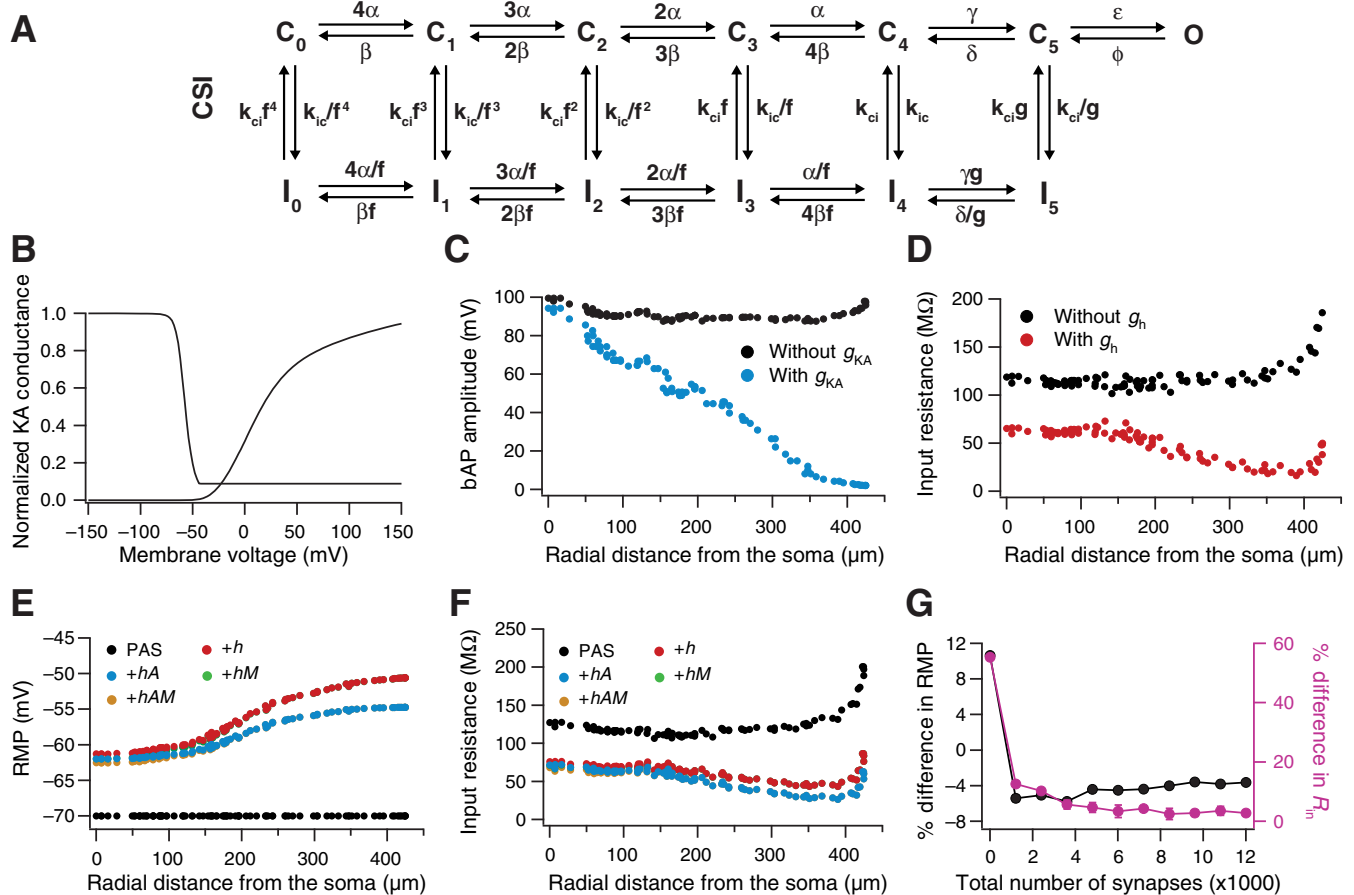 A
CSI
4α 3α 2α α γ ε
C0 C1 C2 C3 C4 C5 O
β 2β 3β 4β δ ϕ
kcif⁴ kic/f⁴ kcif³ kic/f³ kcif² kic/f² kcif kic/f kci kic kcig kci/g
4α/f 3α/f 2α/f α/f γg
I0 I1 I2 I3 I4 I5
βf 2βf 3βf 4βf δ/g
B
Normalized KA conductance
1.0
0.8
0.6
0.4
0.2
0.0
−150 −100 −50 0 50 100 150
Membrane voltage (mV)
C
bAP amplitude (mV)
100
80
60
40
20
0
Without gKA
With gKA
0 100 200 300 400
Radial distance from the soma (µm)
D
Input resistance (MΩ)
200
150
100
50
0
Without gh
With gh
0 100 200 300 400
Radial distance from the soma (µm)
E
RMP (mV)
−45
−50
−55
−60
−65
−70
PAS +h
+hA +hM
+hAM
0 100 200 300 400
Radial distance from the soma (µm)
F
Input resistance (MΩ)
250
200
150
100
50
0
PAS +h
+hA +hM
+hAM
0 100 200 300 400
Radial distance from the soma (µm)
G
% difference in RMP
12
8
4
0
−4
−8
% difference in Rin
60
40
20
0
0 2 4 6 8 10 12
Total number of synapses (x1000)